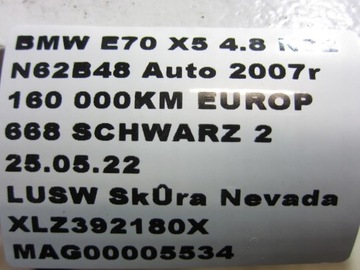 BMW E70 X5 4.8
N62B48 Auto 2007r
160 000KM EUROP
668 SCHWARZ 2
25.05.22
LUSW SkÛra Nevada
XLZ392180X
MAG00005534